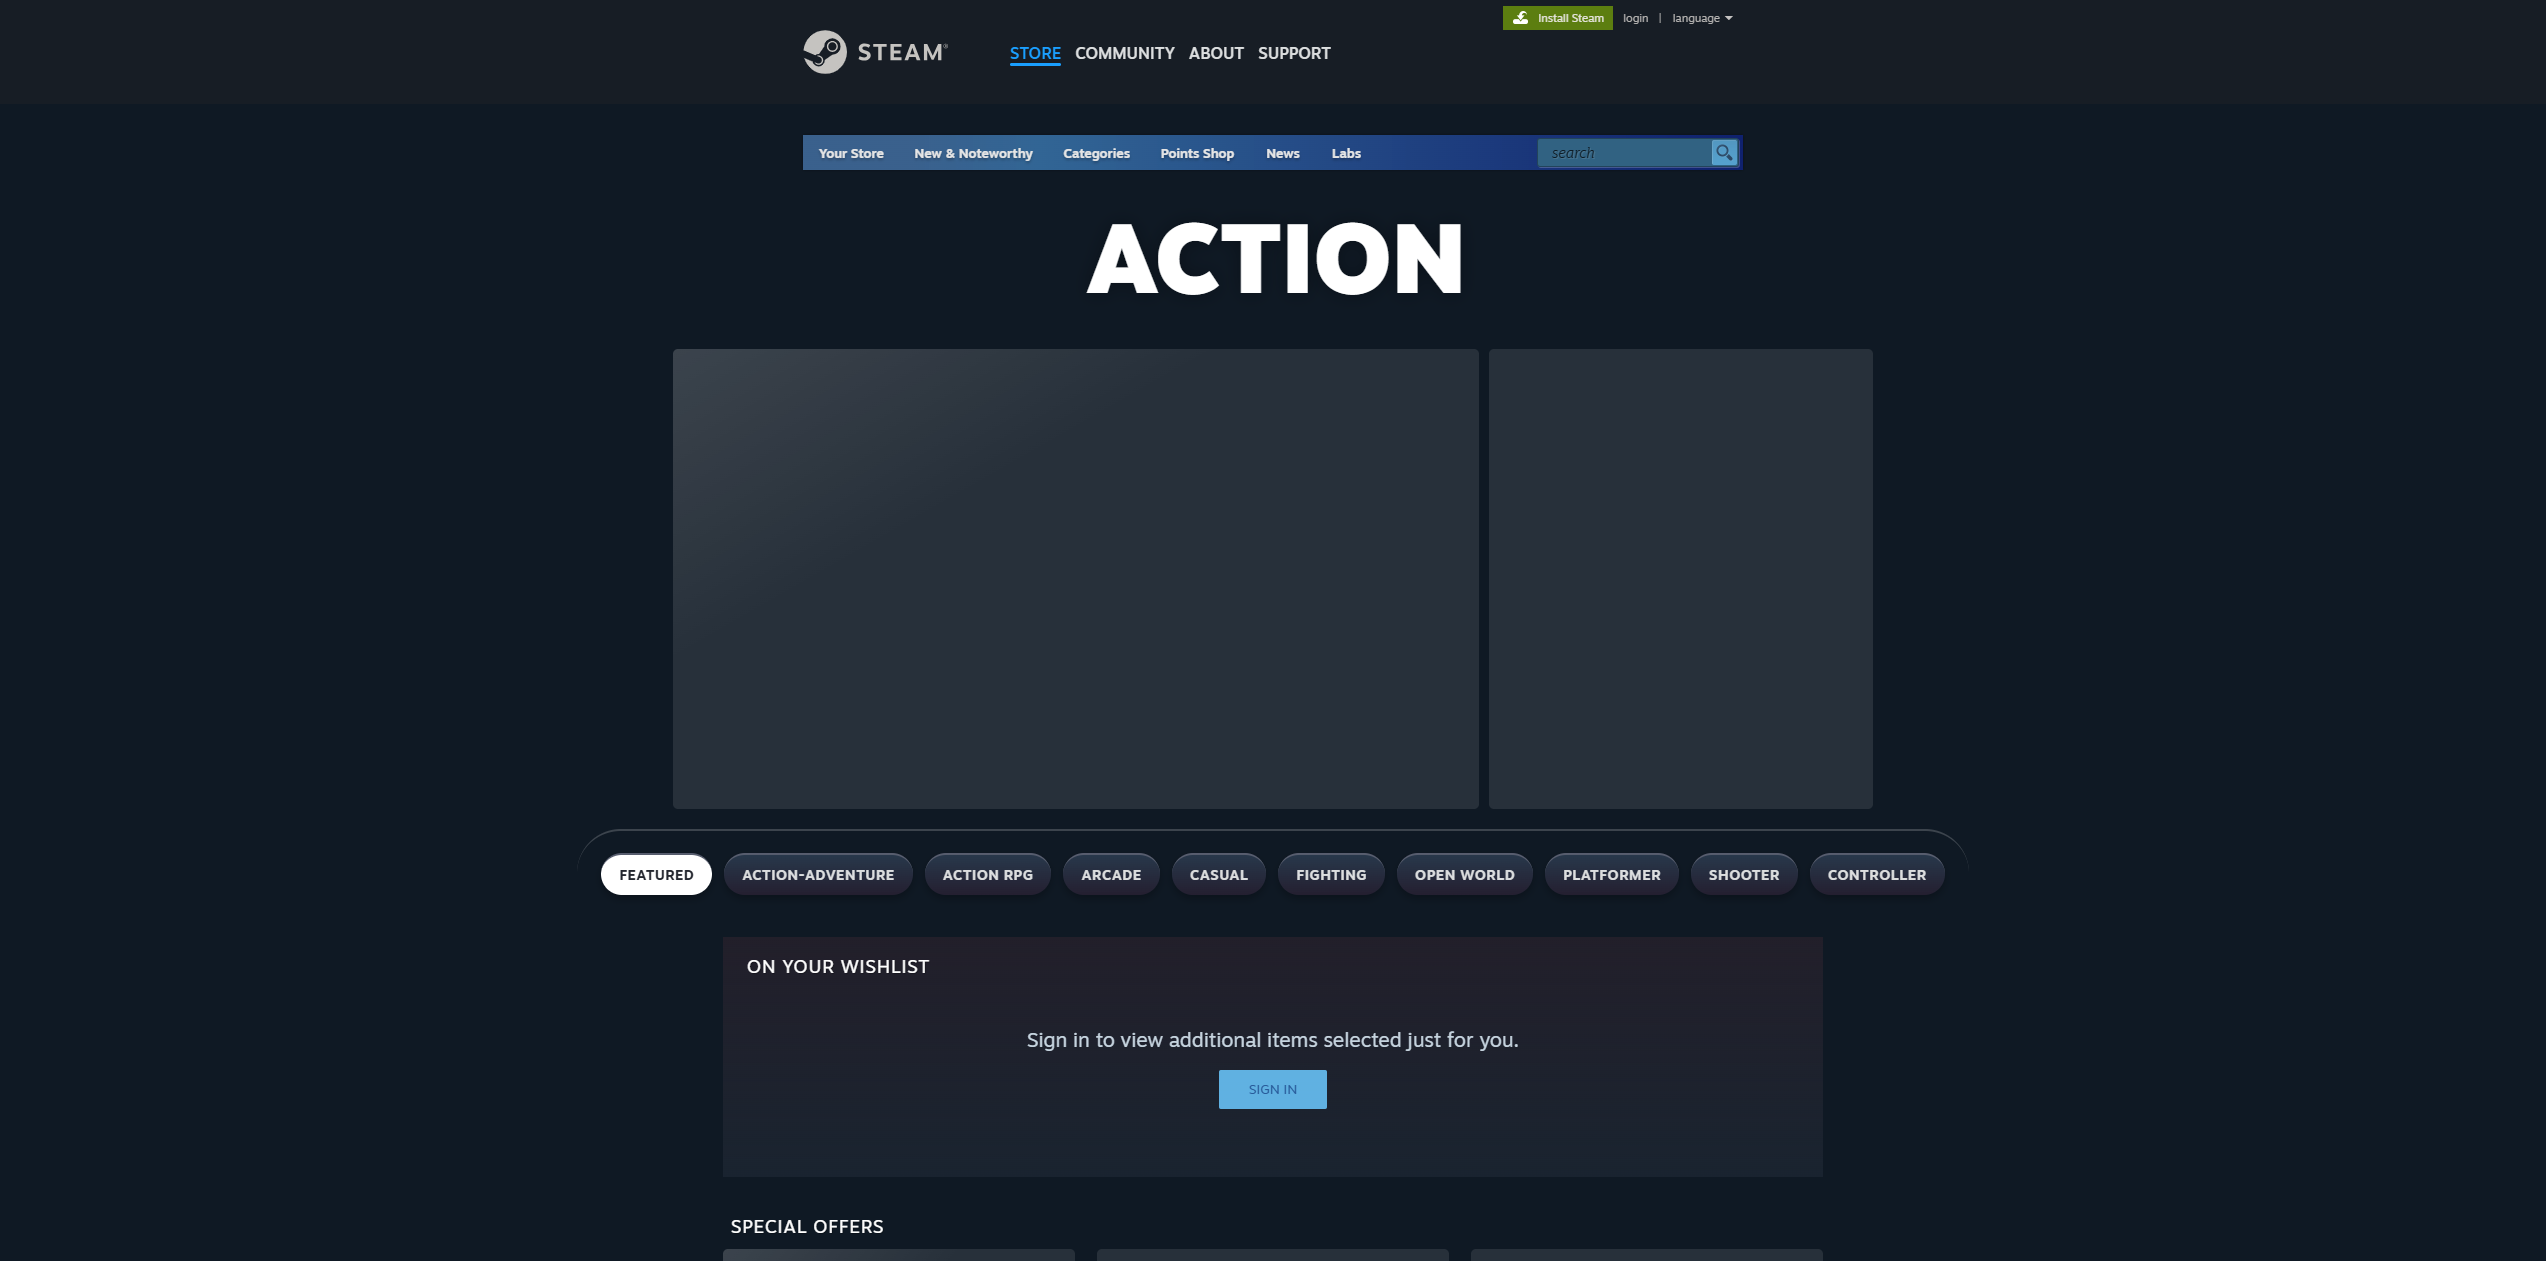 Install Steam login | language
STEAM®
STORE COMMUNITY ABOUT SUPPORT
Your Store New & Noteworthy Categories Points Shop News Labs search
ACTION
FEATURED ACTION-ADVENTURE ACTION RPG ARCADE CASUAL FIGHTING OPEN WORLD PLATFORMER SHOOTER CONTROLLER
ON YOUR WISHLIST
Sign in to view additional items selected just for you.
SIGN IN
SPECIAL OFFERS